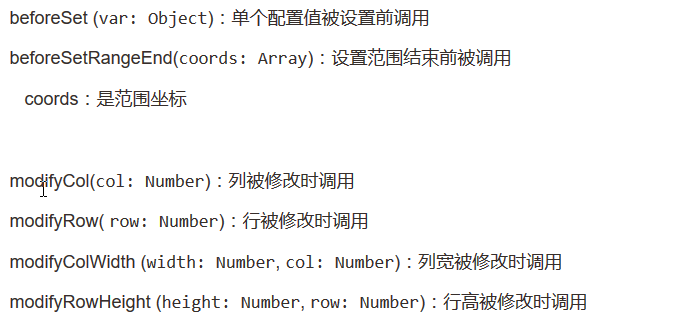 beforeSet (var: Object)：单个配置值被设置前调用
beforeSetRangeEnd(coords: Array)：设置范围结束前被调用
coords：是范围坐标
modifyCol(col: Number)：列被修改时调用
modifyRow( row: Number)：行被修改时调用
modifyColWidth (width: Number, col: Number)：列宽被修改时调用
modifyRowHeight (height: Number, row: Number)：行高被修改时调用